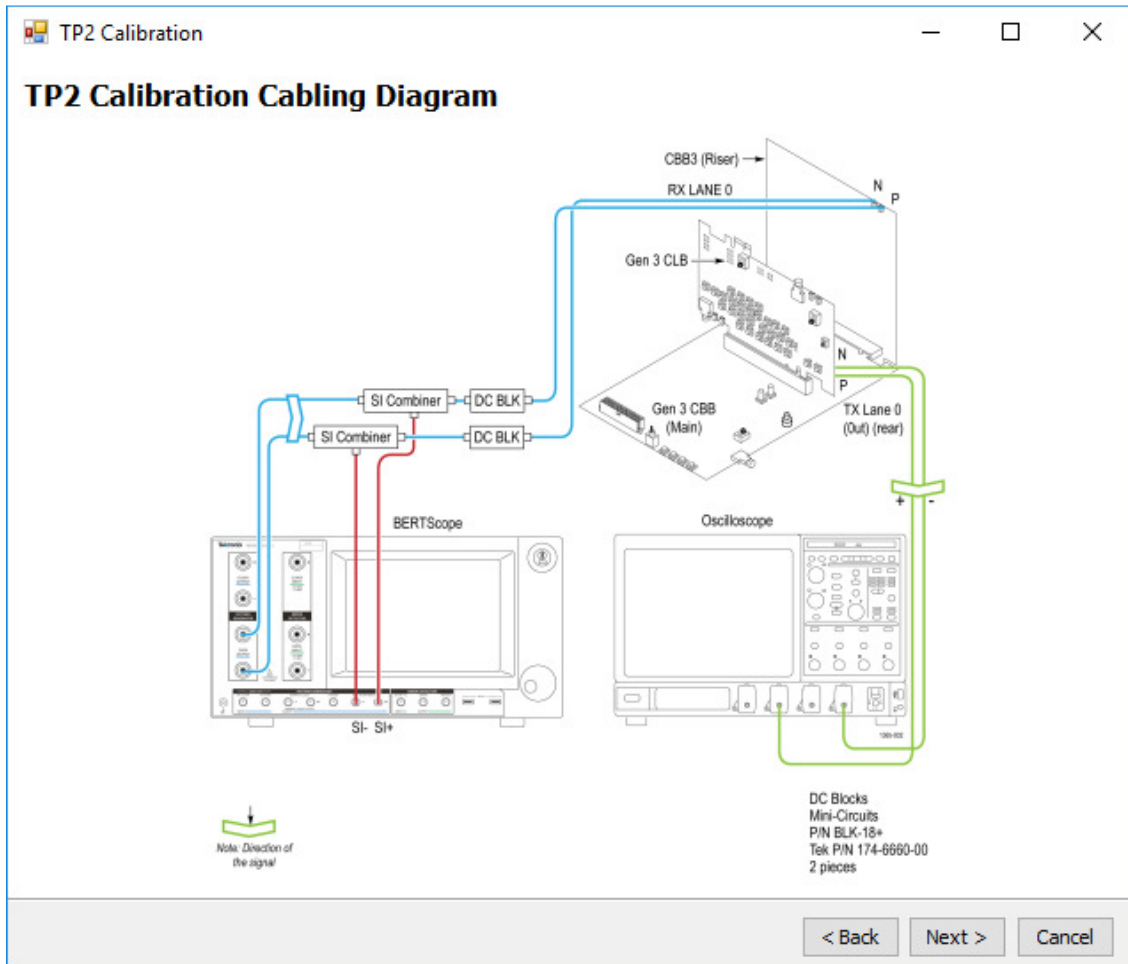 TP2 Calibration
TP2 Calibration Cabling Diagram
CBB3 (Riser)
RX LANE 0
N
P
Gen 3 CLB
N
P
SI Combiner
DC BLK
SI Combiner
DC BLK
Gen 3 CBB
(Main)
TX Lane 0
(Out) (rear)
+
-
BERTScope
Oscilloscope
Tektronix
SI- SI+
DC Blocks
Mini-Circuits
P/N BLK-18+
Tek P/N 174-6660-00
2 pieces
Note: Direction of
the signal
< Back
Next >
Cancel